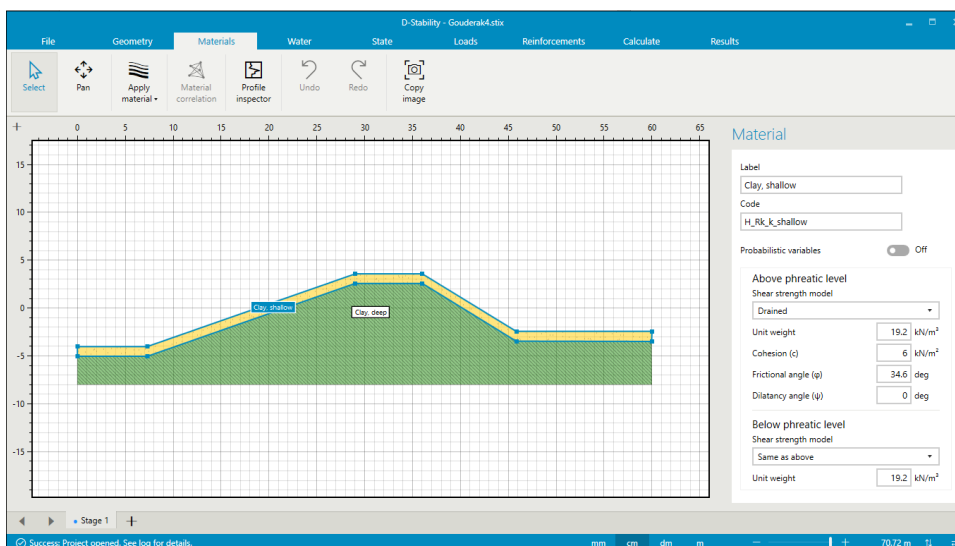 D-Stability - Gouderak4.stix
File Geometry Materials Water State Loads Reinforcements Calculate Results
Select Pan Apply material Material correlation Profile inspector Undo Redo Copy image
0 5 10 15 20 25 30 35 40 45 50 55 60 65
15
10
5
0
-5
-10
-15
Clay, shallow
Clay, deep
Material
Label
Clay, shallow
Code
H_Rk_k_shallow
Probabilistic variables Off
Above phreatic level
Shear strength model
Drained
Unit weight 19.2 kN/m³
Cohesion (c) 6 kN/m²
Frictional angle (φ) 34.6 deg
Dilatancy angle (ψ) 0 deg
Below phreatic level
Shear strength model
Same as above
Unit weight 19.2 kN/m³
Stage 1
Success: Project opened. See log for details. mm cm dm m 70.72 m